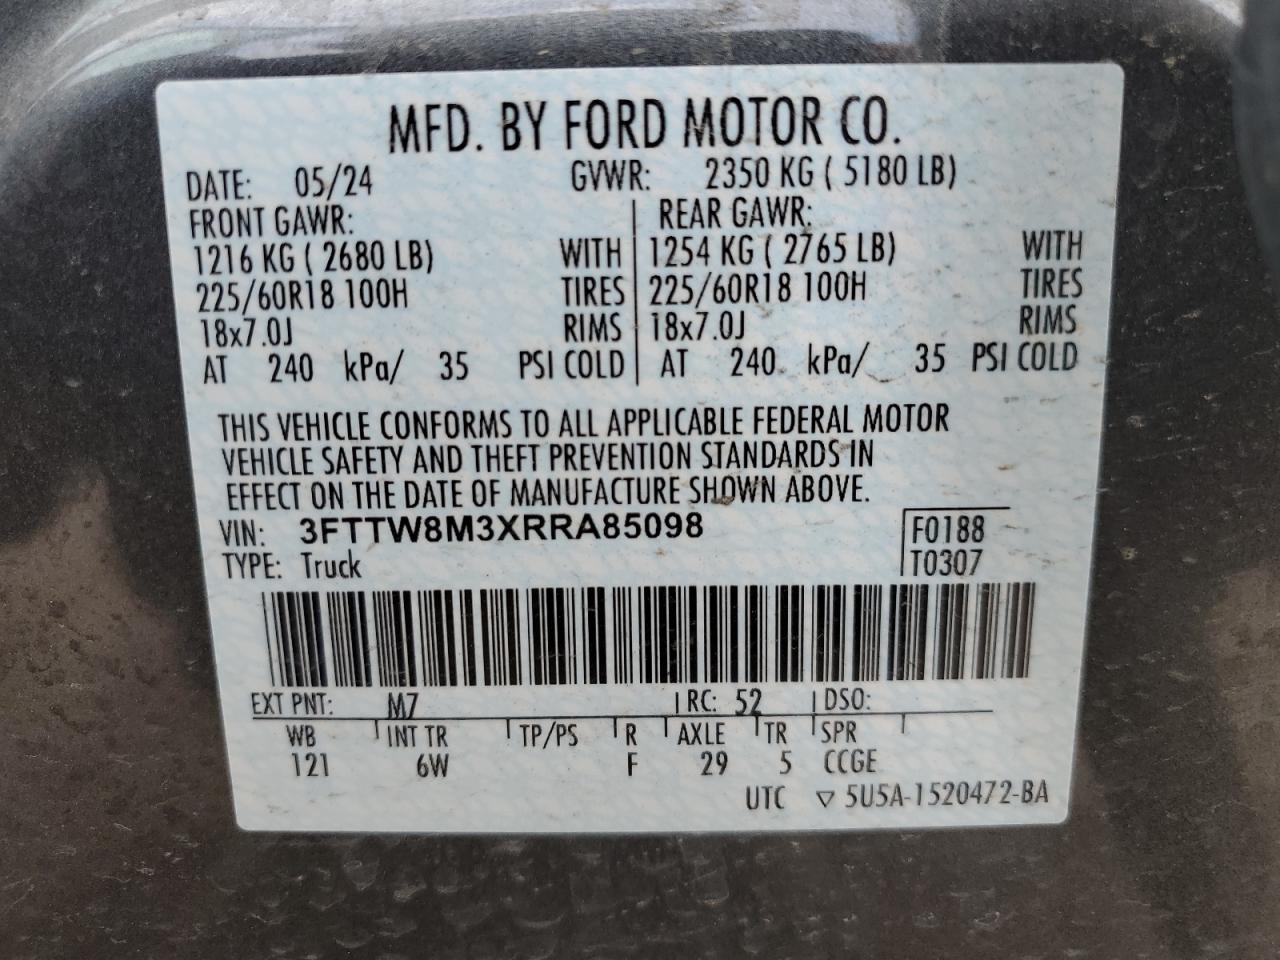 MFD. BY FORD MOTOR CO.
DATE: 05/24 GVWR: 2350 KG ( 5180 LB)
FRONT GAWR: REAR GAWR:
1216 KG ( 2680 LB) WITH 1254 KG ( 2765 LB) WITH
225/60R18 100H TIRES 225/60R18 100H TIRES
18x7.0J RIMS 18x7.0J RIMS
AT 240 kPa/ 35 PSI COLD AT 240 kPa/ 35 PSI COLD
THIS VEHICLE CONFORMS TO ALL APPLICABLE FEDERAL MOTOR
VEHICLE SAFETY AND THEFT PREVENTION STANDARDS IN
EFFECT ON THE DATE OF MANUFACTURE SHOWN ABOVE.
VIN: 3FTTW8M3XRRA85098 F0188
TYPE: Truck T0307
EXT PNT: M7 RC: 52 DSO:
WB INT TR TP/PS R AXLE TR SPR
121 6W F 29 5 CCGE
UTC ▽ 5U5A-1520472-BA